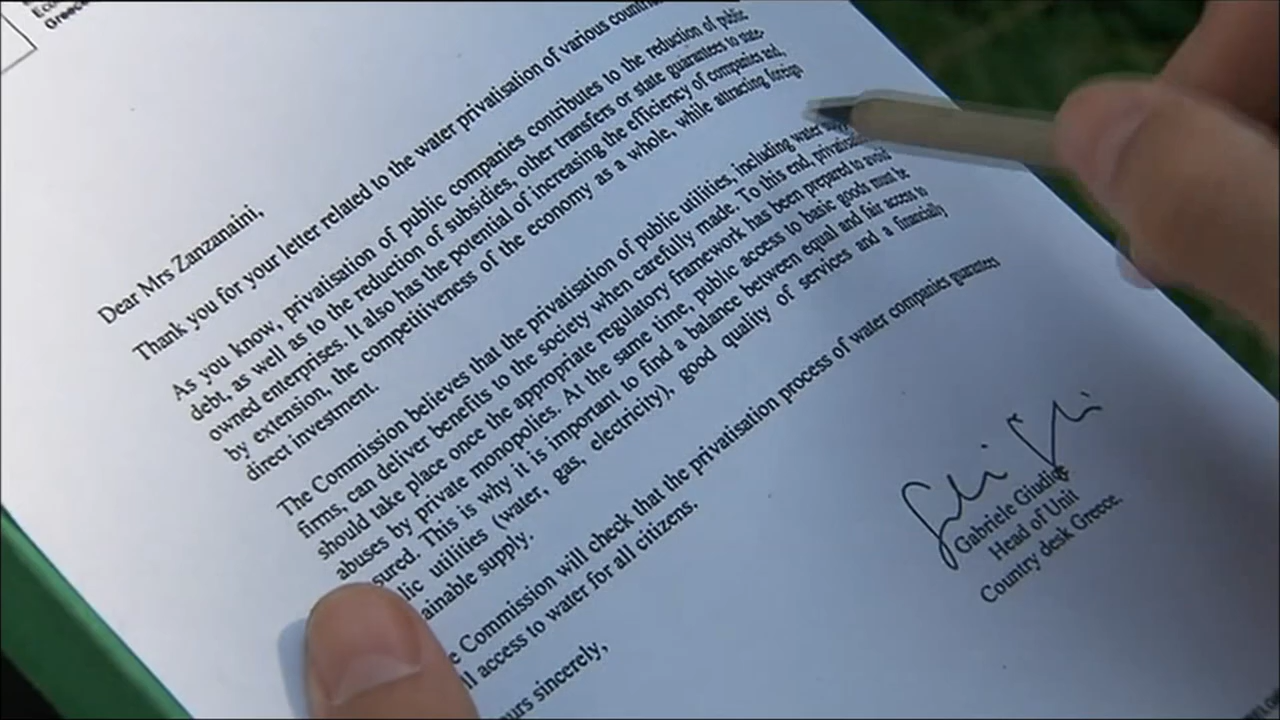 Greece
Dear Mrs Zanzanaini,
Thank you for your letter related to the water privatisation of various
As you know, privatisation of public companies contributes to the reduction of public
debt, as well as to the reduction of subsidies, other transfers or state guarantees to state-
owned enterprises. It also has the potential of increasing the efficiency of companies and,
by extension, the competitiveness of the economy as a whole, while attracting foreign
direct investment.
The Commission believes that the privatisation of public utilities, including water
firms, can deliver benefits to the society when carefully made. To this end,
should take place once the appropriate regulatory framework has been prepared to avoid
abuses by private monopolies. At the same time, public access to basic goods must be
sured. This is why it is important to find a balance between equal and fair access to
lic utilities (water, gas, electricity), good quality of services and a financially
ainable supply.
e Commission will check that the privatisation process of water companies guarantes
ll access to water for all citizens.
ours sincerely,
Gabriele Giudice
Head of Unit
Country desk Greece.